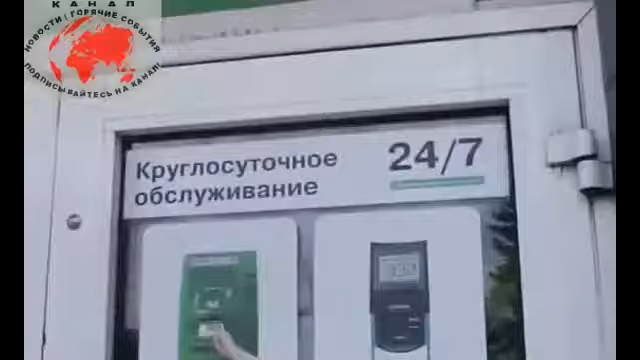 КАНАЛ
НОВОСТИ | ГОРЯЧИЕ СОБЫТИЯ
ПОДПИСЫВАЙТЕСЬ НА КАНАЛ!
Круглосуточное
обслуживание
24/7